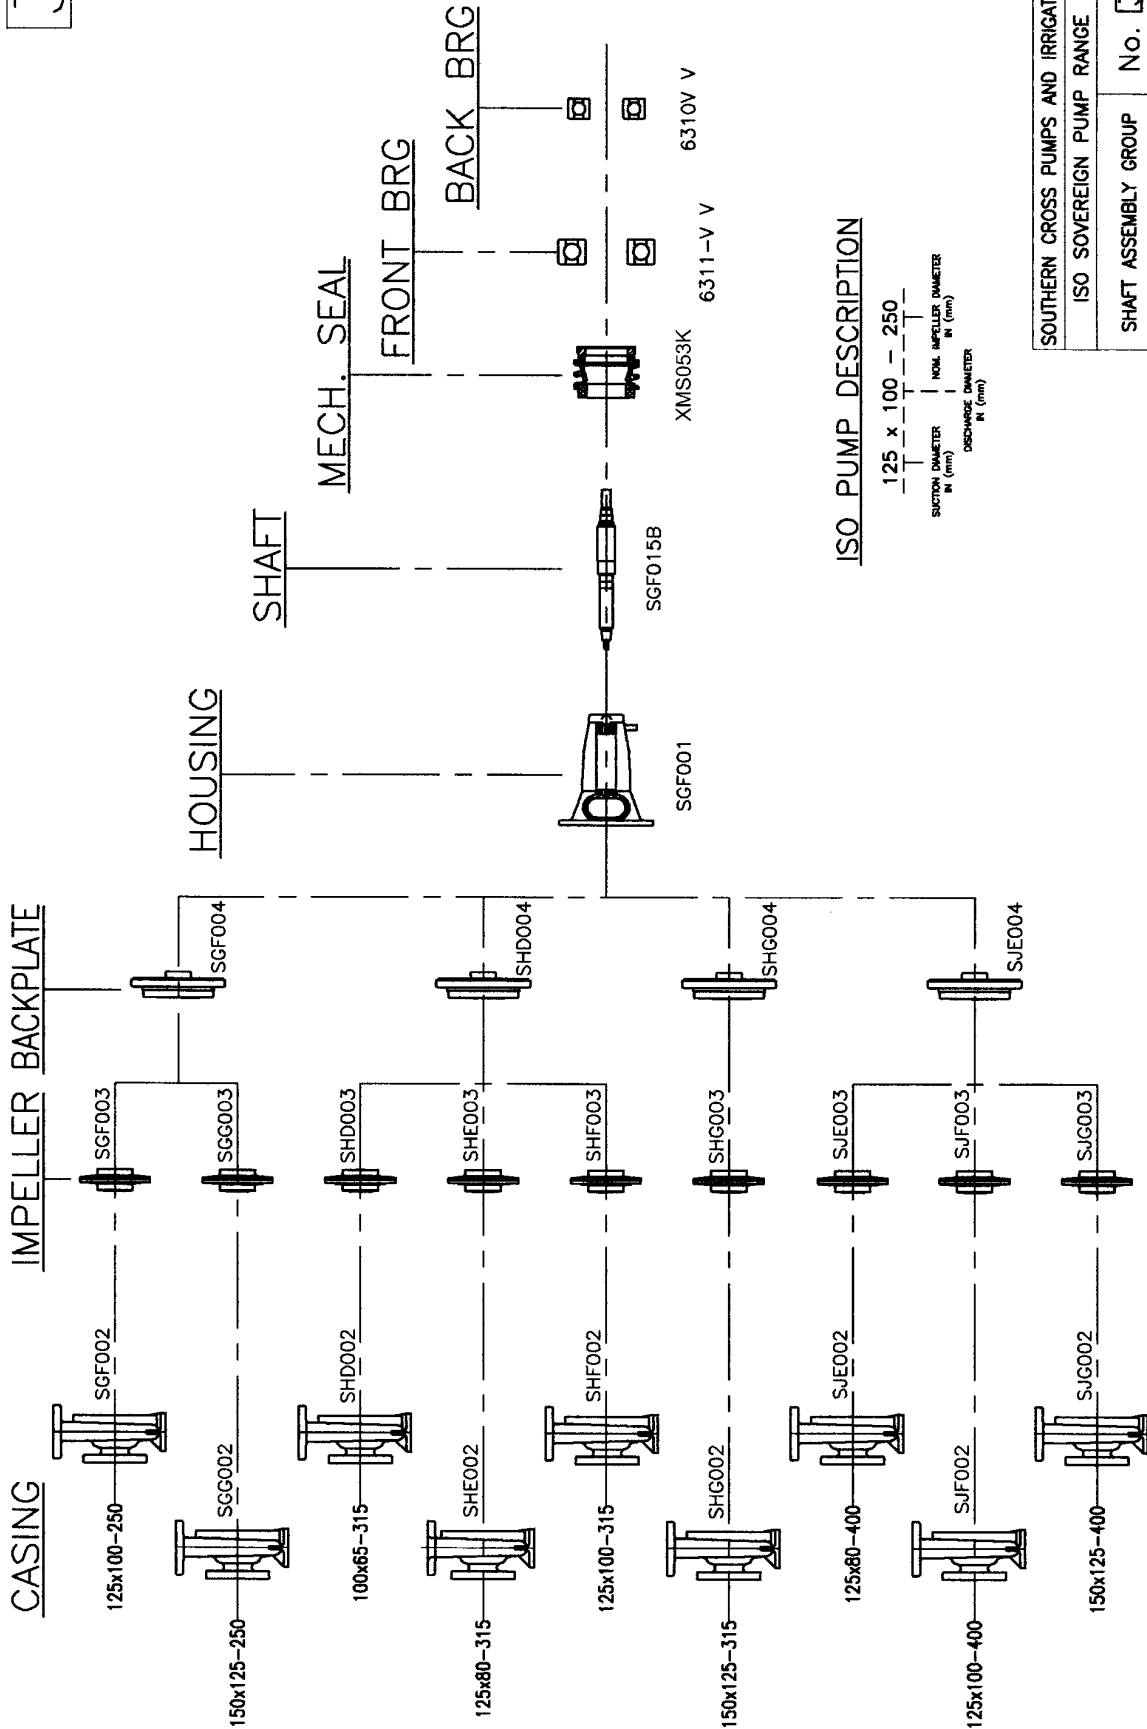 CASING
IMPELLER
BACKPLATE
HOUSING
SHAFT
MECH. SEAL
FRONT BRG
BACK BRG
125x100-250
SGF002
SGF003
SGF004
150x125-250
SGG002
SGG003
100x65-315
SHD002
SHD003
SHD004
125x80-315
SHE002
SHE003
125x100-315
SHF002
SHF003
150x125-315
SHG002
SHG003
SHG004
125x80-400
SJE002
SJE003
SJE004
125x100-400
SJF002
SJF003
150x125-400
SJG002
SJG003
SGF001
SGF015B
XMS053K
6311-V V
6310V V
ISO PUMP DESCRIPTION
125 x 100 - 250
SUCTION DIAMETER
IN (mm)
NOM. IMPELLER DIAMETER
IN (mm)
DISCHARGE DIAMETER
IN (mm)
SOUTHERN CROSS PUMPS AND IRRIGAT
ISO SOVEREIGN PUMP RANGE
SHAFT ASSEMBLY GROUP
No.